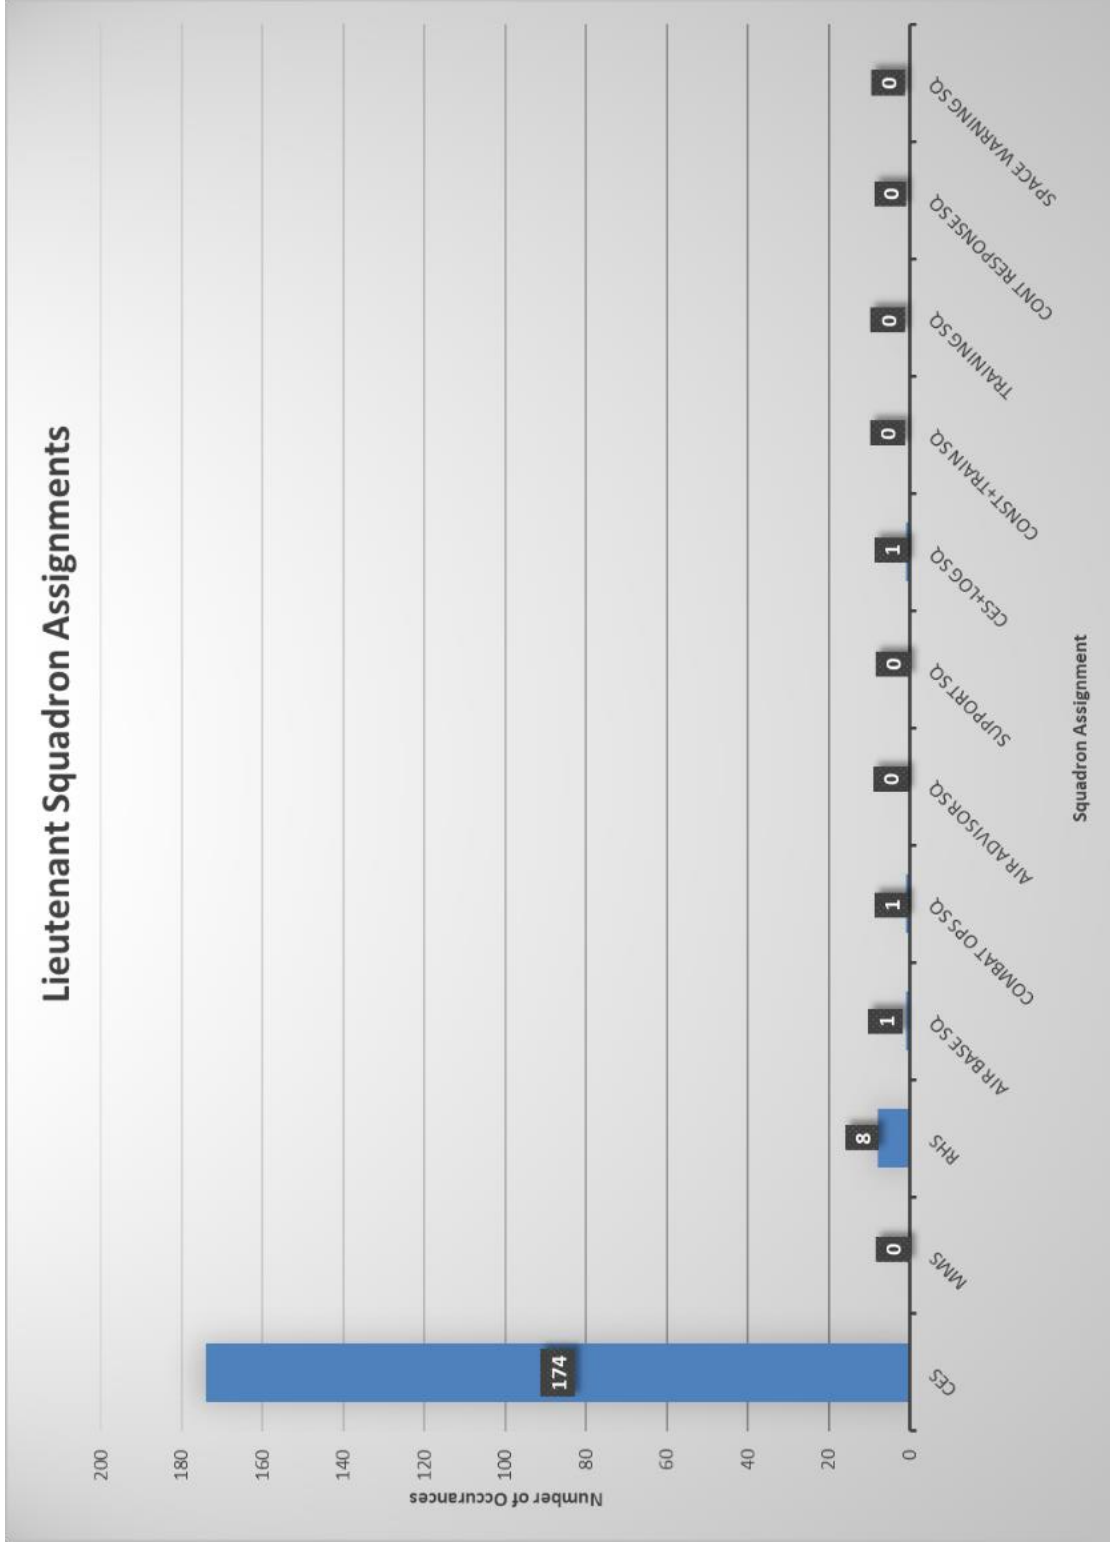 Lieutenant Squadron Assignments
Number of Occurances
200
180
160
140
120
100
80
60
40
20
0
174
0
8
1
1
0
0
1
0
0
0
0
CES
MMS
RHS
AIR BASE SQ
COMBAT OPS SQ
AIR ADVISOR SQ
SUPPORT SQ
CES+LOG SQ
CONST+TRAIN SQ
TRAINING SQ
CONT RESPONSE SQ
SPACE WARNING SQ
Squadron Assignment